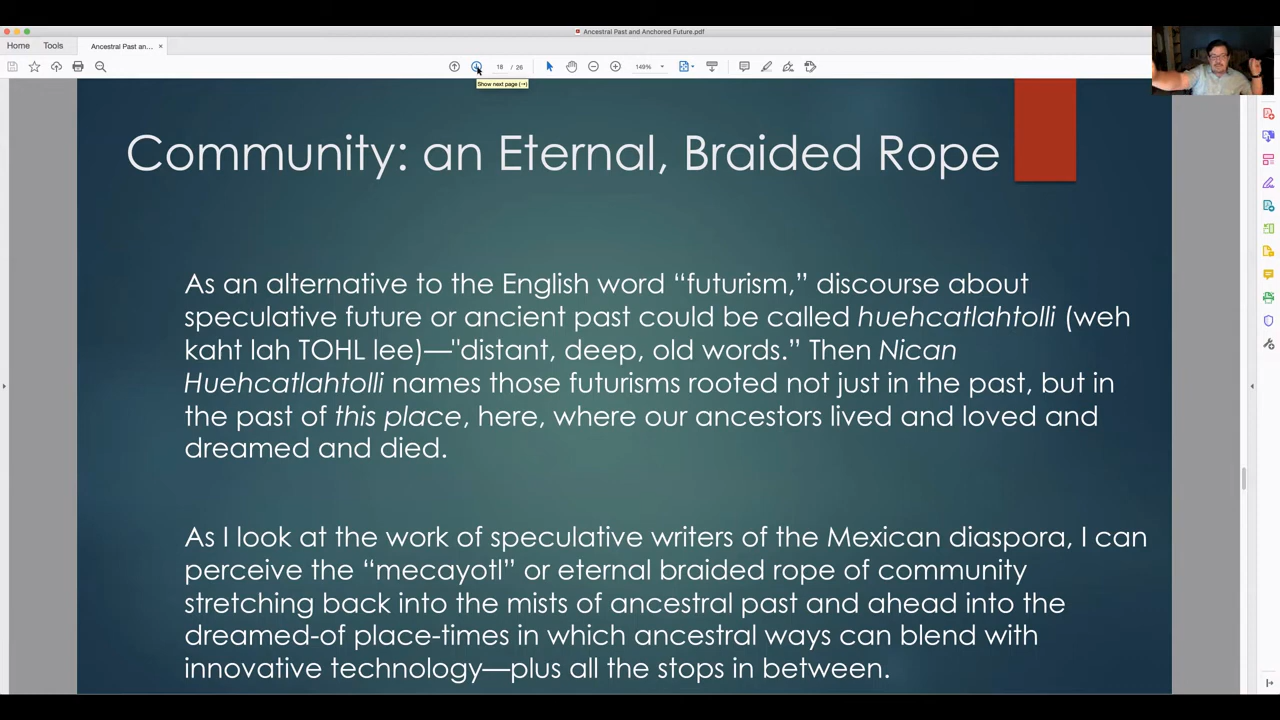 Ancestral Past and Anchored Future.pdf
Home Tools Ancestral Past an... ×
18 / 26 149%
Show next page (→)
Community: an Eternal, Braided Rope
As an alternative to the English word “futurism,” discourse about
speculative future or ancient past could be called huehcatlahtolli (weh
kaht lah TOHL lee)—"distant, deep, old words.” Then Nican
Huehcatlahtolli names those futurisms rooted not just in the past, but in
the past of this place, here, where our ancestors lived and loved and
dreamed and died.
As I look at the work of speculative writers of the Mexican diaspora, I can
perceive the “mecayotl” or eternal braided rope of community
stretching back into the mists of ancestral past and ahead into the
dreamed-of place-times in which ancestral ways can blend with
innovative technology—plus all the stops in between.